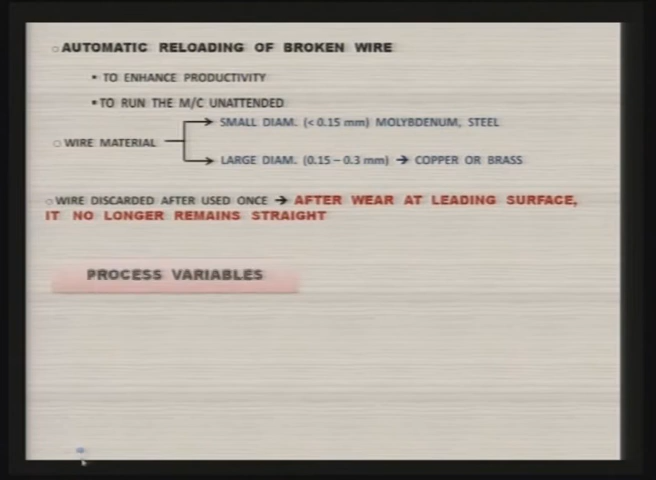 AUTOMATIC RELOADING OF BROKEN WIRE
TO ENHANCE PRODUCTIVITY
TO RUN THE M/C UNATTENDED
SMALL DIAM. (< 0.15 mm) MOLYBDENUM, STEEL
WIRE MATERIAL
LARGE DIAM. (0.15 – 0.3 mm) → COPPER OR BRASS
WIRE DISCARDED AFTER USED ONCE → AFTER WEAR AT LEADING SURFACE,
IT NO LONGER REMAINS STRAIGHT
PROCESS VARIABLES